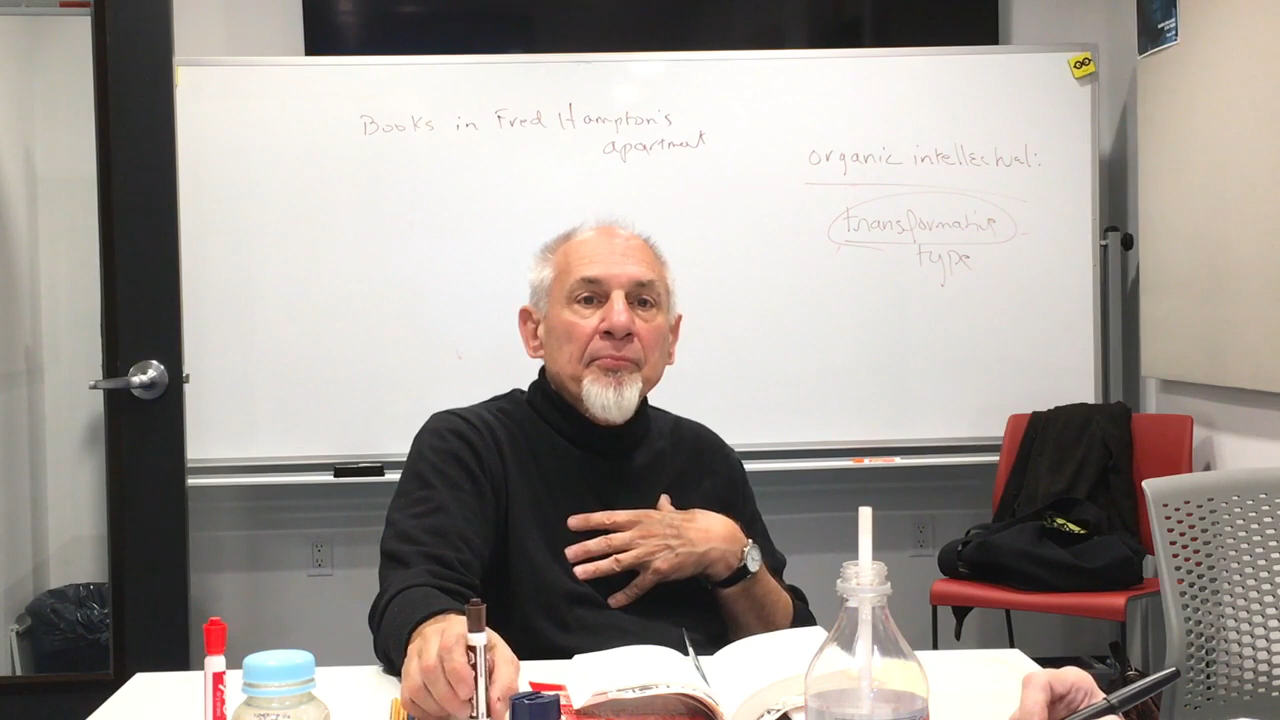 Books in Fred Hampton's
apartment
organic intellectual:
transformative
type